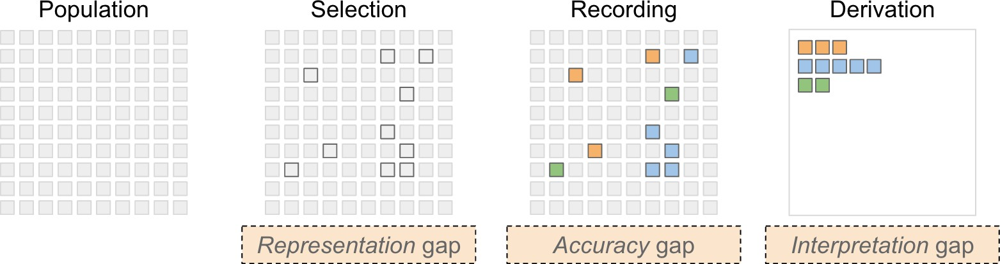 Population
Selection
Recording
Derivation
Representation gap
Accuracy gap
Interpretation gap